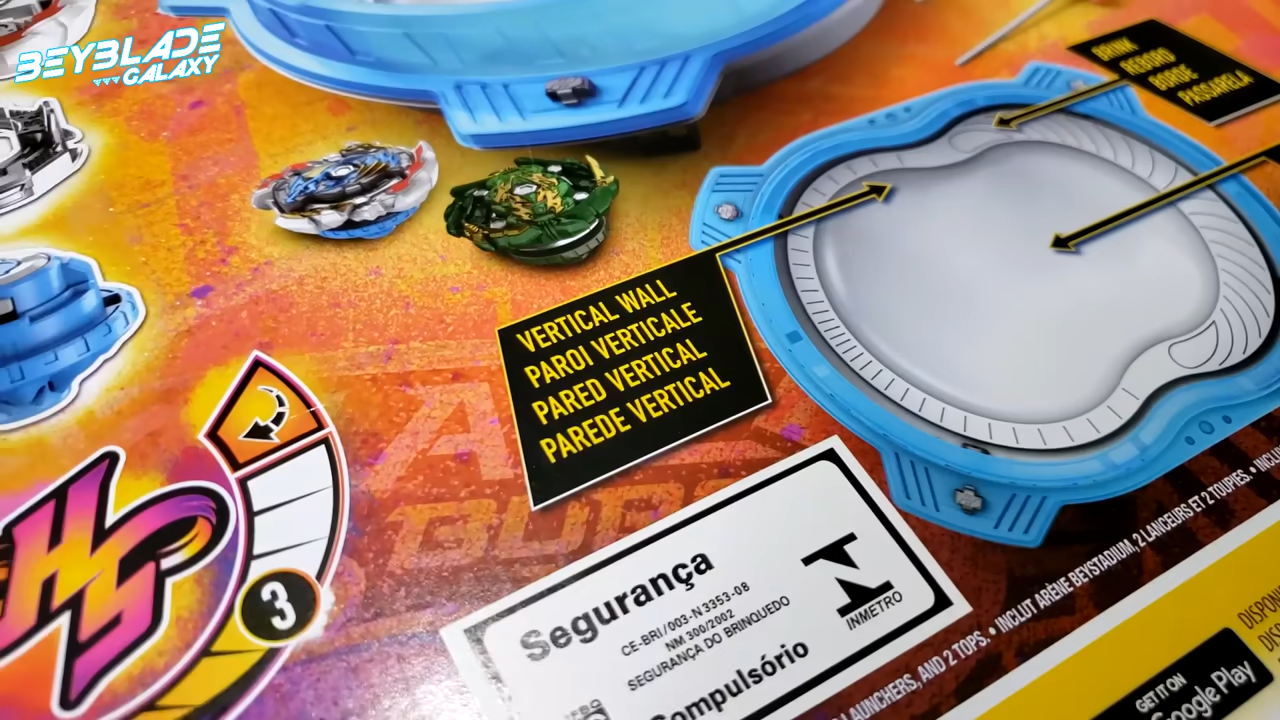 BEYBLADE
GALAXY
BRINK
REBORD
BORDE
PASSARELA
VERTICAL WALL
PAROI VERTICALE
PARED VERTICAL
PAREDE VERTICAL
HS
3
Segurança
CE-BRI/003-N 3353-08
NM 300/2002
SEGURANÇA DO BRINQUEDO
Compulsório
INMETRO
LAUNCHERS, AND 2 TOPS. • INCLUT ARÈNE BEYSTADIUM, 2 LANCEURS ET 2 TOUPIES. •
GET IT ON
Google Play